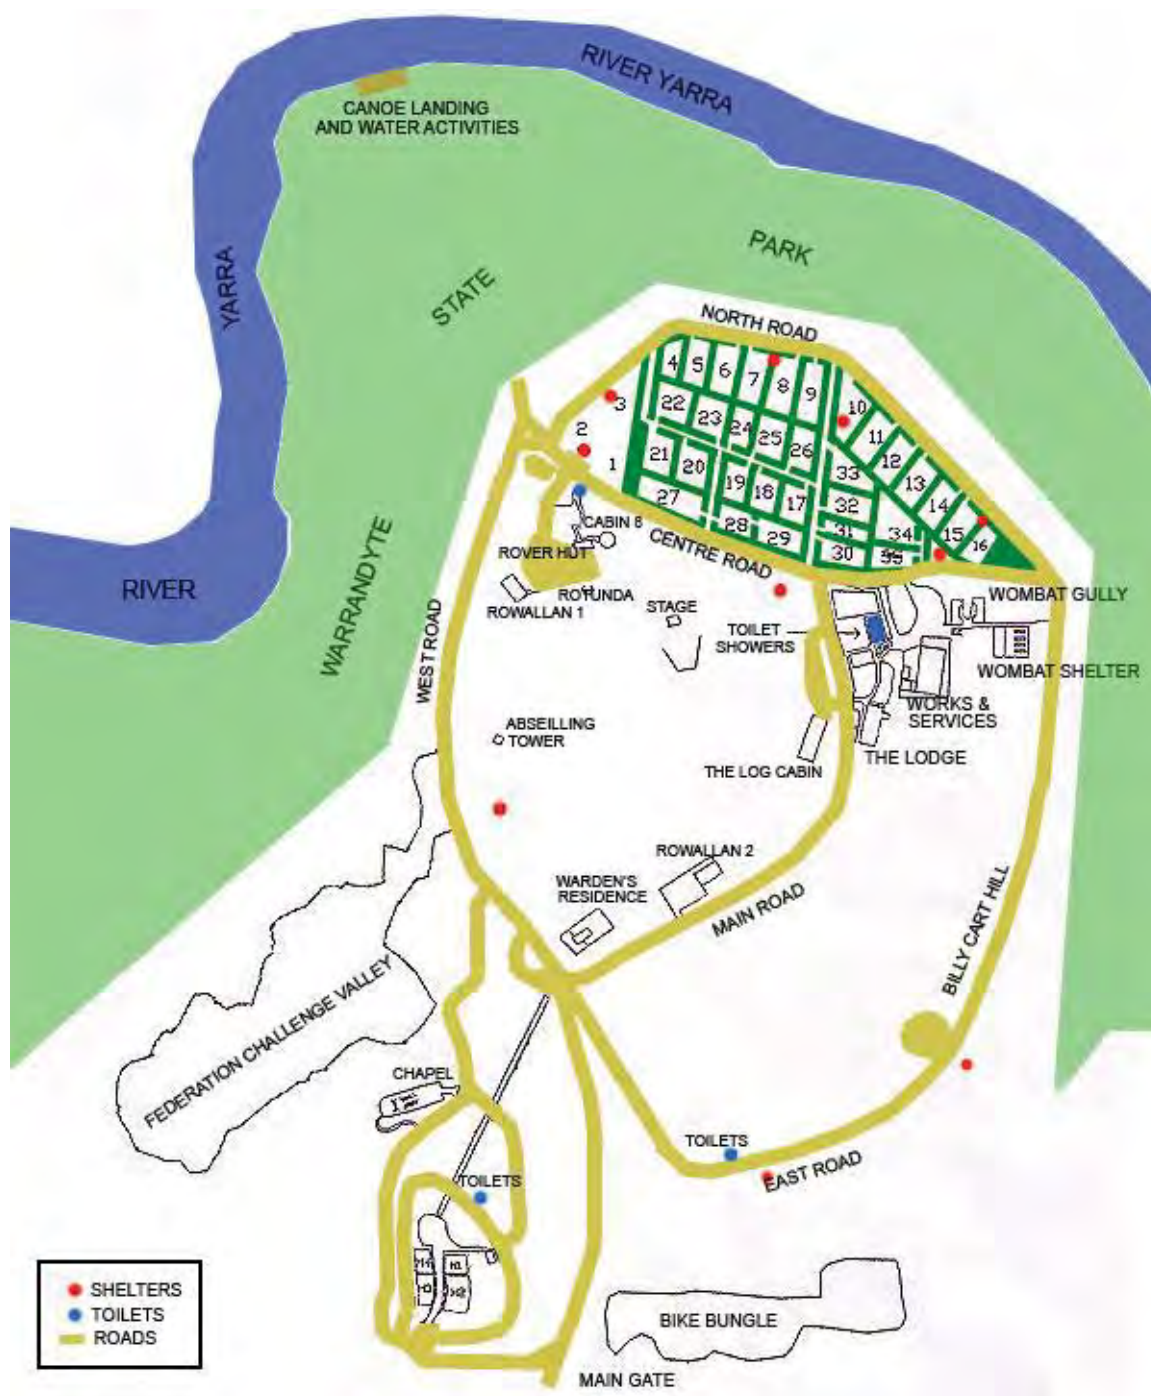 RIVER YARRA
CANOE LANDING
AND WATER ACTIVITIES
PARK
STATE
YARRA
NORTH ROAD
4
5
6
7
8
9
10
3
22
23
24
25
26
11
12
13
14
15
16
2
1
21
20
19
18
17
33
32
31
34
27
28
29
30
CABIN 8
CENTRE ROAD
ROVER HUT
ROTUNDA
ROWALLAN 1
STAGE
TOILET
SHOWERS
WOMBAT GULLY
WOMBAT SHELTER
RIVER
WARRANDYTE
WEST ROAD
WORKS &
SERVICES
ABSEILLING
TOWER
THE LODGE
THE LOG CABIN
ROWALLAN 2
WARDEN'S
RESIDENCE
MAIN ROAD
BILLY CART HILL
FEDERATION CHALLENGE VALLEY
CHAPEL
TOILETS
EAST ROAD
TOILETS
SHELTERS
TOILETS
ROADS
BIKE BUNGLE
MAIN GATE